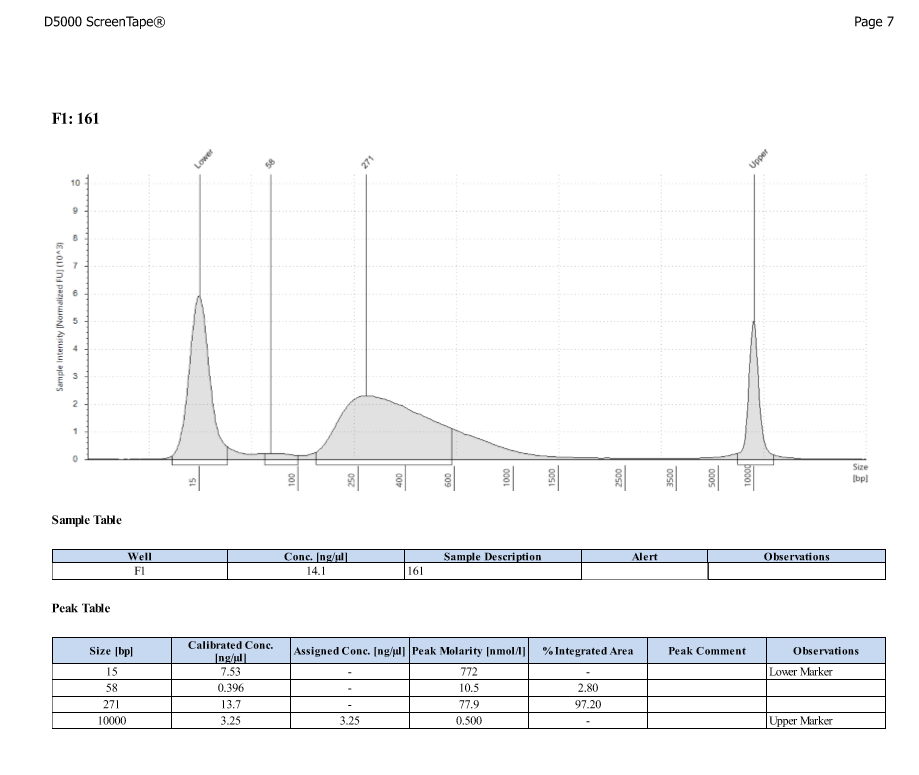 D5000 ScreenTape® Page 7
F1: 161
Lower 58 271 Upper
10
9
8
7
6
5
4
3
2
1
0
Sample Intensity [Normalized FU] (10^3)
15 100 250 400 600 1000 1500 2500 3500 5000 10000
Size
[bp]
Sample Table
Well Conc. [ng/µl] Sample Description Alert Observations
F1 14.1 161
Peak Table
Size [bp] Calibrated Conc. [ng/µl] Assigned Conc. [ng/µl] Peak Molarity [nmol/l] % Integrated Area Peak Comment Observations
15 7.53 - 772 - Lower Marker
58 0.396 - 10.5 2.80
271 13.7 - 77.9 97.20
10000 3.25 3.25 0.500 - Upper Marker